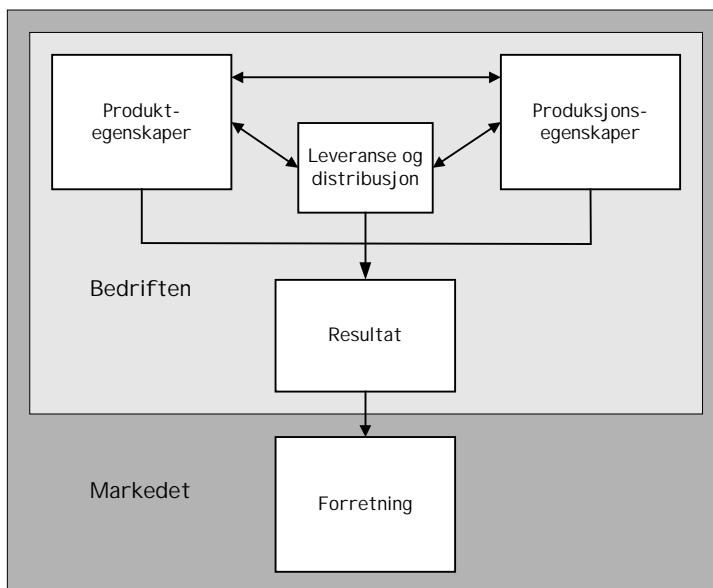 Produkt-
egenskaper
Produksjons-
egenskaper
Leveranse og
distribusjon
Bedriften
Resultat
Markedet
Forretning